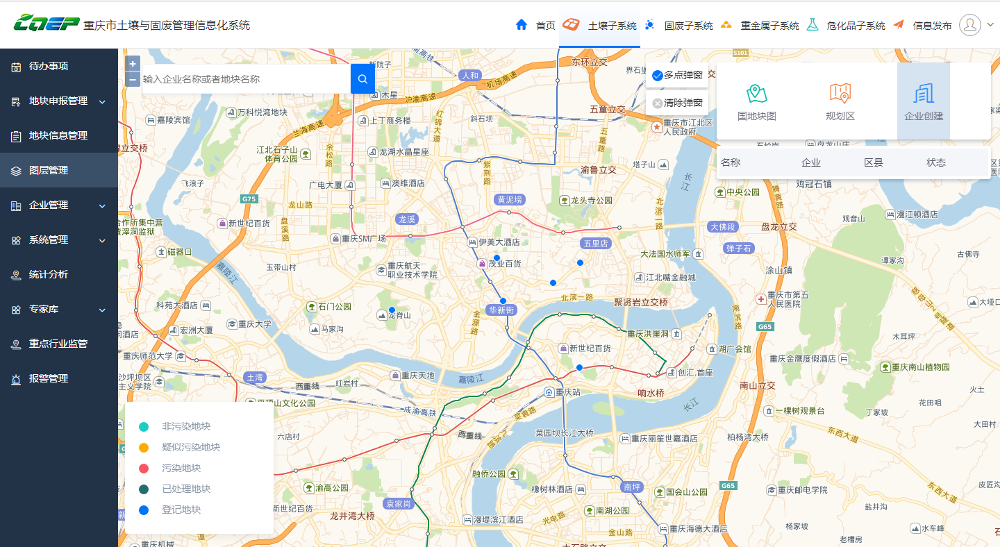 CQEP 重庆市土壤与固废管理信息化系统
首页
土壤子系统
固废子系统
重金属子系统
危化品子系统
信息发布
待办事项
地块申报管理
地块信息管理
图层管理
企业管理
系统管理
统计分析
专家库
重点行业监管
报警管理
+
−
输入企业名称或者地块名称
多点弹窗
清除弹窗
国地块图
规划区
企业创建
名称 企业 区县 状态
S101
东环立交
人和
机场高速
新院子
木星
沪渝高速
五童立交
万科悦湾地块
嘉陵宾馆
兰海高速
上丁商务楼
红锦大道
斜石坝
重庆市江北区
人民政府
五童路
江北石子山
体育公园
余松路
龙湖水晶星座
紫荆路
渝鲁立交
塔子山
长江
飞浪子
广电大厦
澳维酒店
鸡冠石镇
中央公园
腾黄路
G75
龙山路
黄泥塝
龙头寺公园
北滨一路
新世纪百货
盘溪路
龙溪
大佛段
盘龙立交
观音山
漫江顿酒店
重庆SM广场
伊美大酒店
五里店
弹子石
磁器口
大法国水师军
古佛寺
嘉陵江
玉带山村
重庆航天
职业技术学院
茂业百货
涂山镇
谭家沟
江北嘴金融城
北滨一路
聚贤岩立交桥
重庆市第五
人民医院
科苑大酒店
石门公园
龙脊山
华新街
金源路
南滨路
G65
宏洲大厦
重庆大学
马家沟
重庆洪崖洞
木耳坪
重庆师范大学
新世纪百货
湖广会馆
重庆金鹰度假酒店
重庆南山植物园
土湾
西重线
红岩村
重庆天地
嘉陵江
创汇.首座
响水桥
南山立交
火土
成渝高铁
重庆站
长江
花田咀
一棵树观景台
丁家坡
菜袁路
六店村
西重线
九滨路
菜园坝长江大桥
重庆丽笙世嘉酒店
柏杨湾大桥
东西大道
大田村
融侨公园
渝高公园
橡树林酒店
南坪
国会山公园
G65
重庆邮电学院
东西大道
袁家岗
新世纪百货
龙井湾大桥
漫堤滨江酒店
光电路
南湖公园
盐井沟
金山路
重庆海德大酒店
杨家坡
水车峰
老槽房
重庆机械
非污染地块
疑似污染地块
污染地块
已处理地块
登记地块